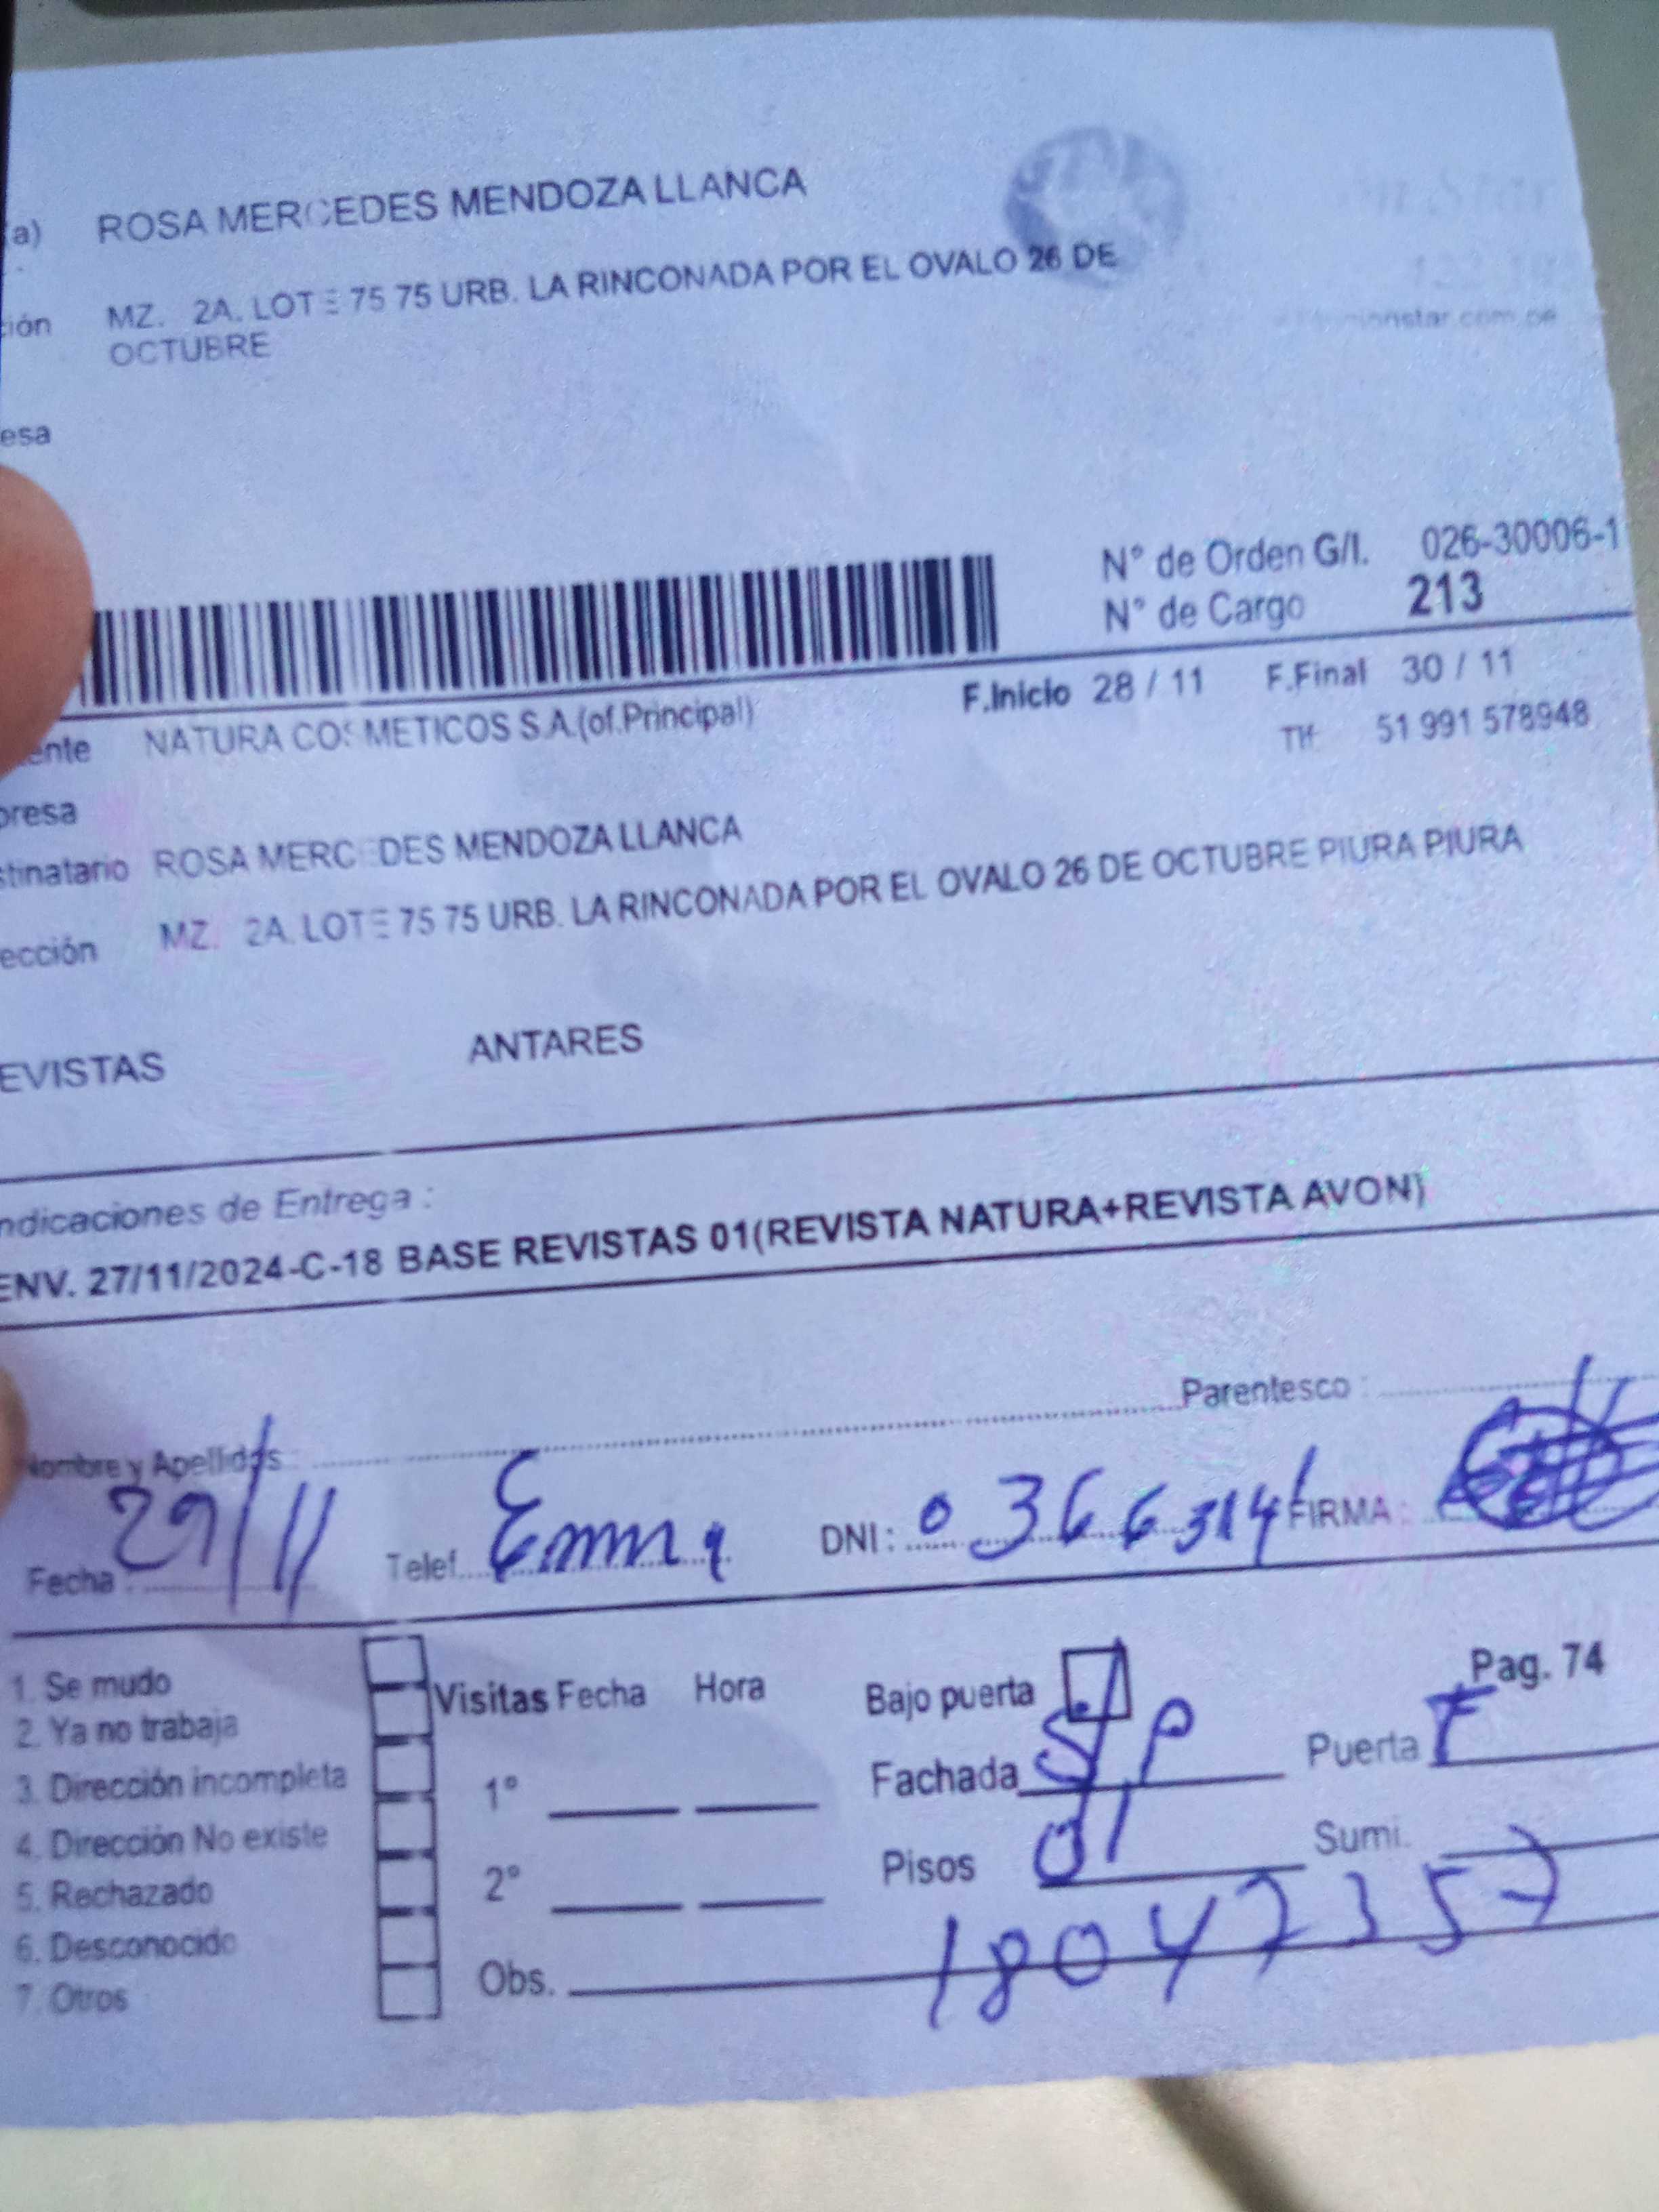 (a) ROSA MERCEDES MENDOZA LLANCA
ción MZ. 2A. LOTE 75 75 URB. LA RINCONADA POR EL OVALO 26 DE
OCTUBRE
esa
N° de Orden G/I. 026-30006-1
N° de Cargo 213
F.Inicio 28 / 11 F.Final 30 / 11
ente NATURA COSMETICOS S.A.(of.Principal)
Tlf 51 991 578948
presa
stinatario ROSA MERCEDES MENDOZA LLANCA
ección MZ. 2A. LOTE 75 75 URB. LA RINCONADA POR EL OVALO 26 DE OCTUBRE PIURA PIURA
EVISTAS ANTARES
ndicaciones de Entrega :
ENV. 27/11/2024-C-18 BASE REVISTAS 01(REVISTA NATURA+REVISTA AVON)
Nombre y Apellidos : Parentesco :
Fecha : 29/11 Telef. Emma DNI : 0366314 FIRMA :
1. Se mudo
2. Ya no trabaja
3. Dirección incompleta
4. Dirección No existe
5. Rechazado
6. Desconocido
7. Otros
Visitas Fecha Hora
1°
2°
Obs. 18047357
Bajo puerta
Pag. 74
Fachada S/P Puerta F
Pisos 01 Sumi.